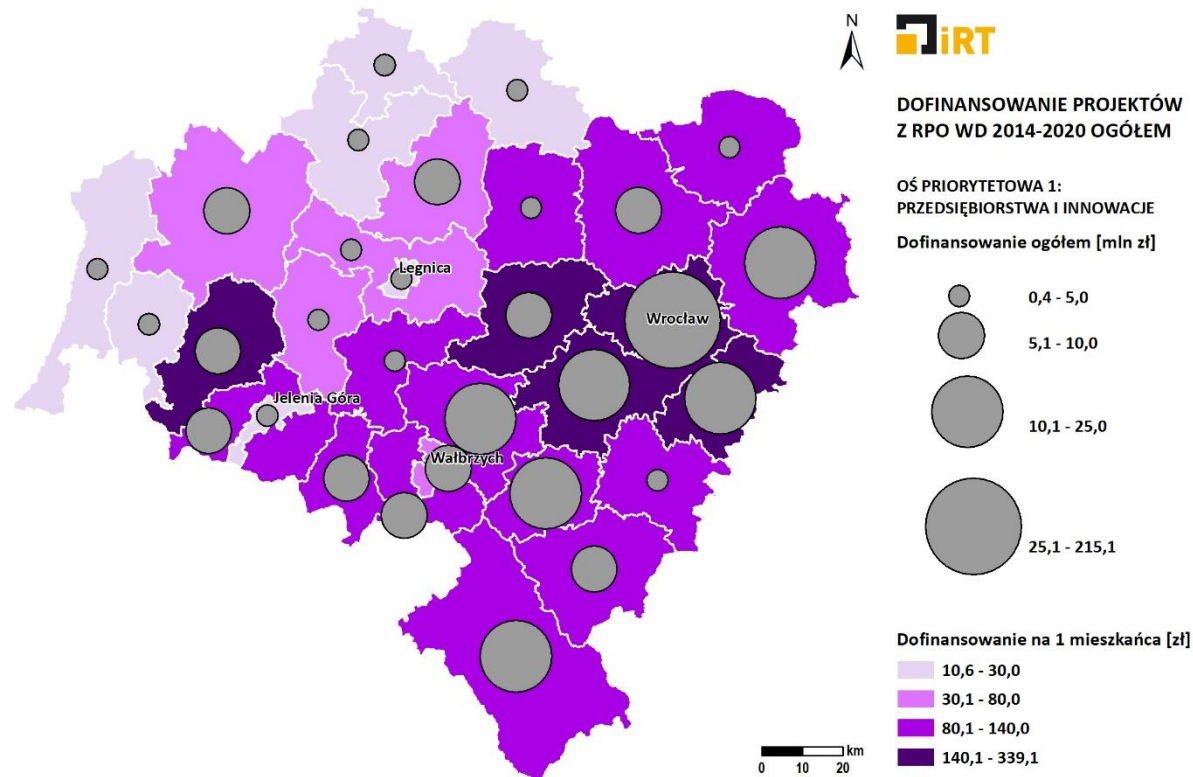 N
iRT
DOFINANSOWANIE PROJEKTÓW
Z RPO WD 2014-2020 OGÓŁEM
OŚ PRIORYTETOWA 1:
PRZEDSIĘBIORSTWA I INNOWACJE
Dofinansowanie ogółem [mln zł]
0,4 - 5,0
5,1 - 10,0
10,1 - 25,0
25,1 - 215,1
Dofinansowanie na 1 mieszkańca [zł]
10,6 - 30,0
30,1 - 80,0
80,1 - 140,0
140,1 - 339,1
Legnica
Wrocław
Jelenia Góra
Wałbrzych
km
0 10 20